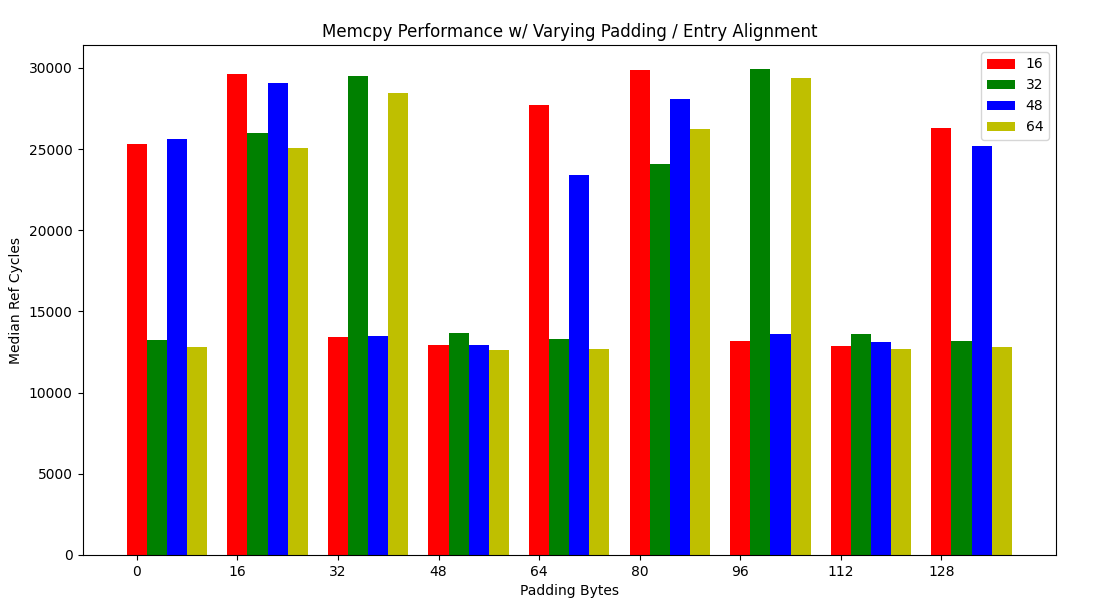 Memcpy Performance w/ Varying Padding / Entry Alignment
30000
25000
20000
15000
10000
5000
0
Median Ref Cycles
16
32
48
64
0 16 32 48 64 80 96 112 128
Padding Bytes